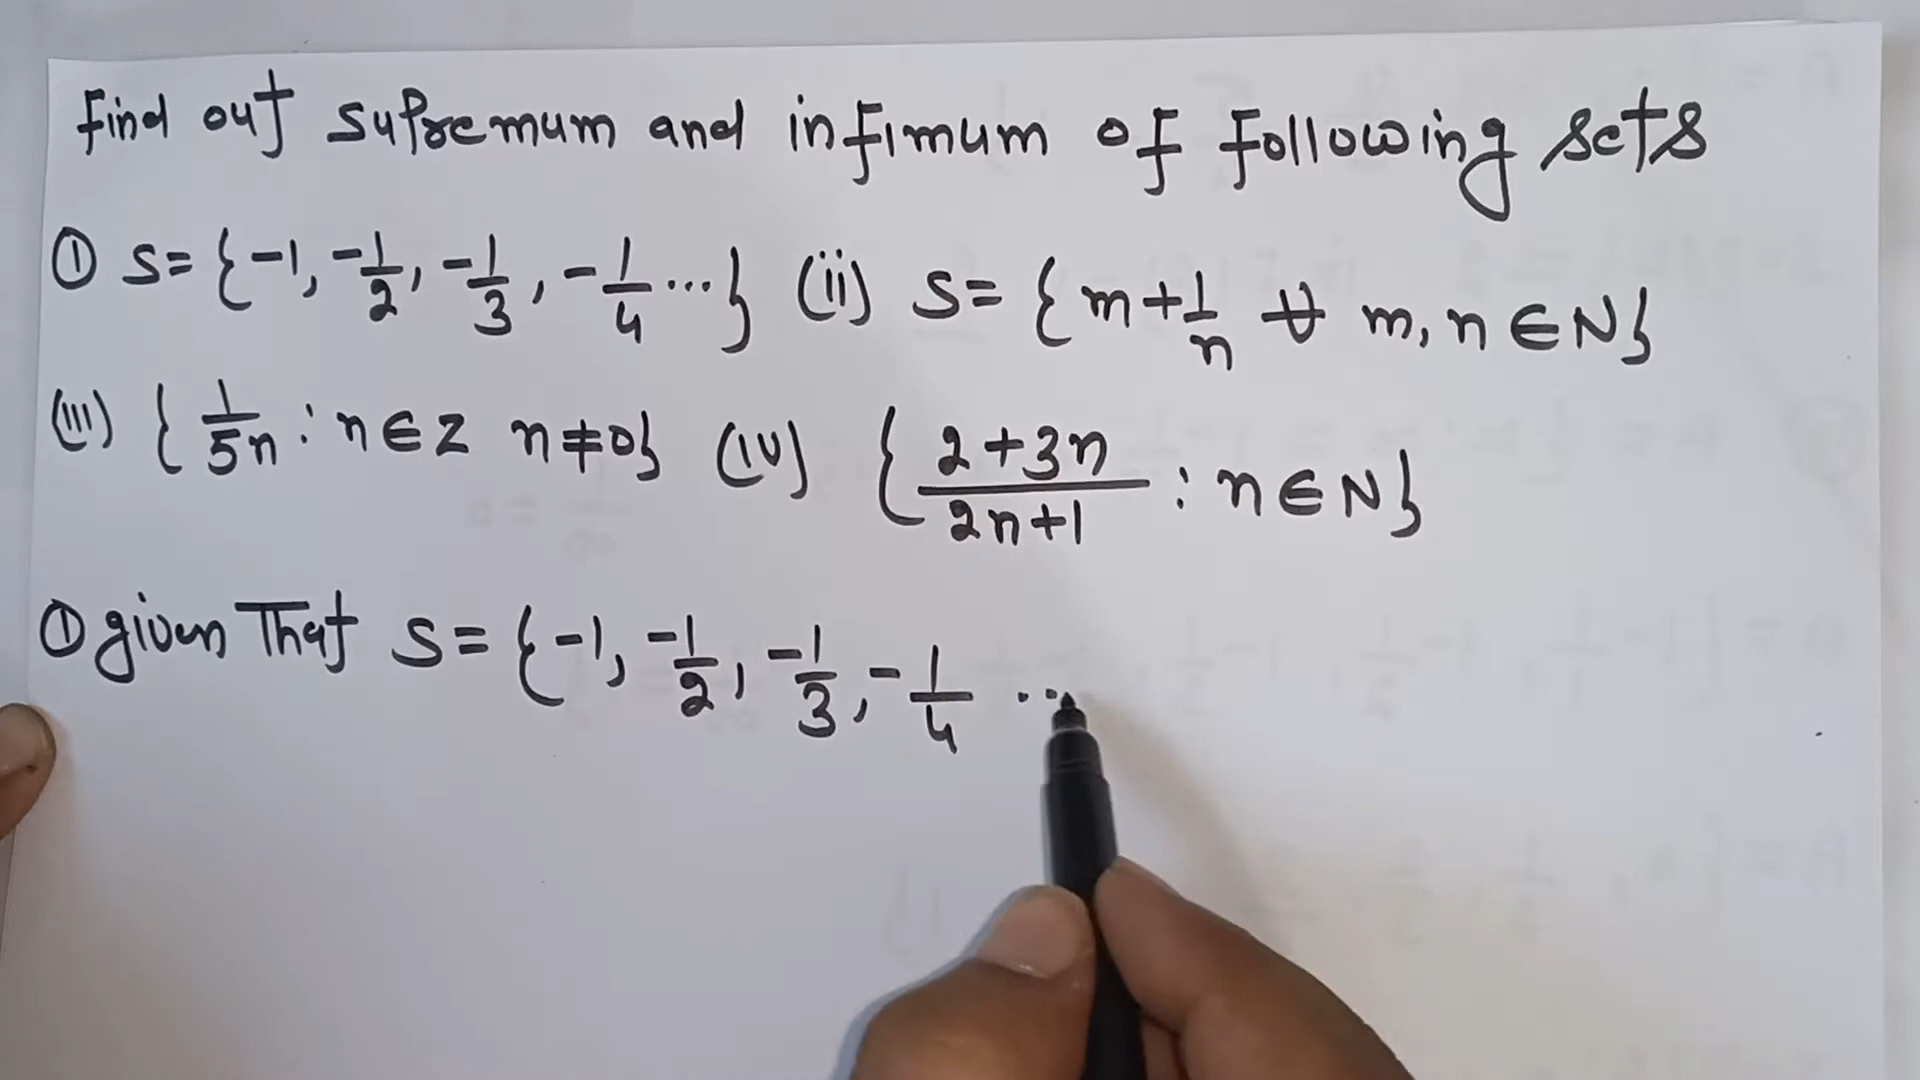 Find out supremum and infimum of following sets
① S = {-1, -1/2, -1/3, -1/4 ...} (ii) S = {m + 1/n ∀ m, n ∈ N}
(iii) {1/5n : n ∈ Z n ≠ 0} (iv) {2+3n/2n+1 : n ∈ N}
① given That S = {-1, -1/2, -1/3, -1/4 ...